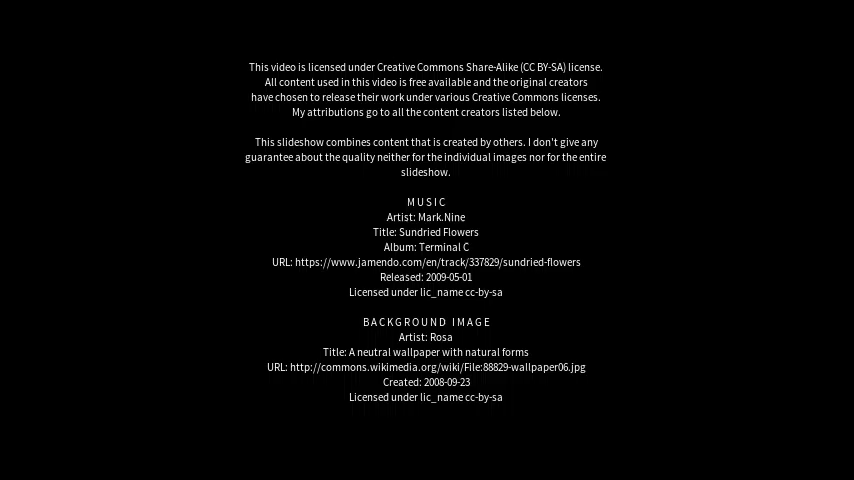 This video is licensed under Creative Commons Share-Alike (CC BY-SA) license.
All content used in this video is free available and the original creators
have chosen to release their work under various Creative Commons licenses.
My attributions go to all the content creators listed below.
This slideshow combines content that is created by others. I don't give any
guarantee about the quality neither for the individual images nor for the entire
slideshow.
M U S I C
Artist: Mark.Nine
Title: Sundried Flowers
Album: Terminal C
URL: https://www.jamendo.com/en/track/337829/sundried-flowers
Released: 2009-05-01
Licensed under lic_name cc-by-sa
B A C K G R O U N D   I M A G E
Artist: Rosa
Title: A neutral wallpaper with natural forms
URL: http://commons.wikimedia.org/wiki/File:88829-wallpaper06.jpg
Created: 2008-09-23
Licensed under lic_name cc-by-sa